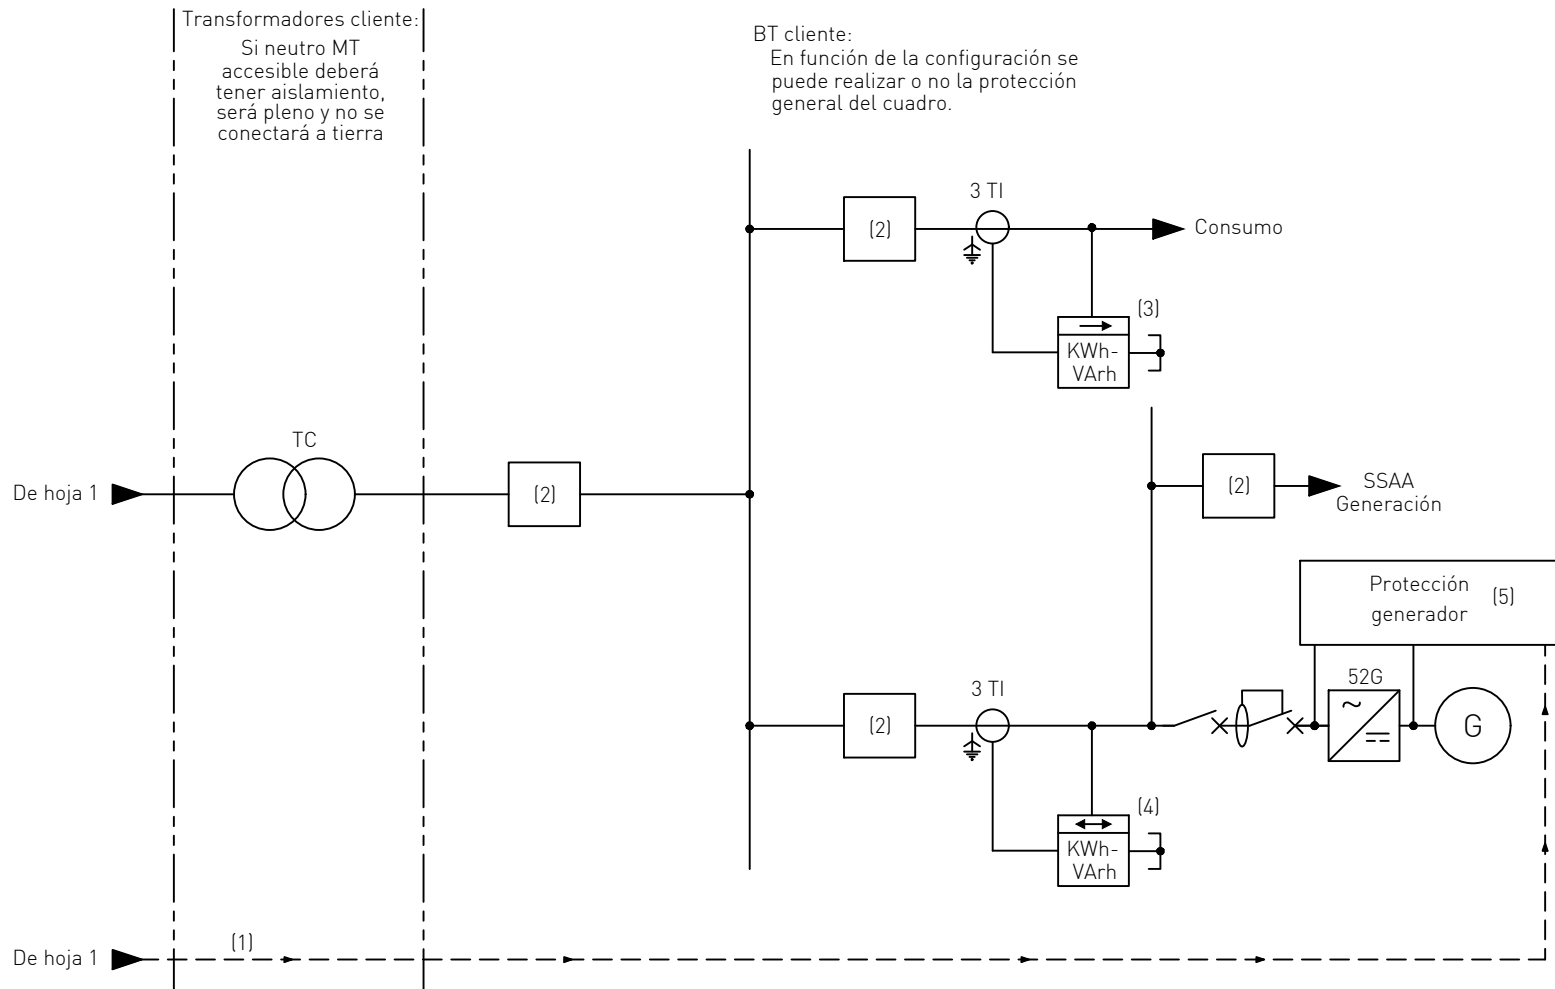 Transformadores cliente:
Si neutro MT
accesible deberá
tener aislamiento,
será pleno y no se
conectará a tierra
BT cliente:
En función de la configuración se
puede realizar o no la protección
general del cuadro.
3 TI
(2)
Consumo
(3)
KWh-
VArh
TC
De hoja 1
(2)
(2)
SSAA
Generación
Protección
generador
(5)
3 TI
52G
(2)
~
G
(4)
KWh-
VArh
(1)
De hoja 1